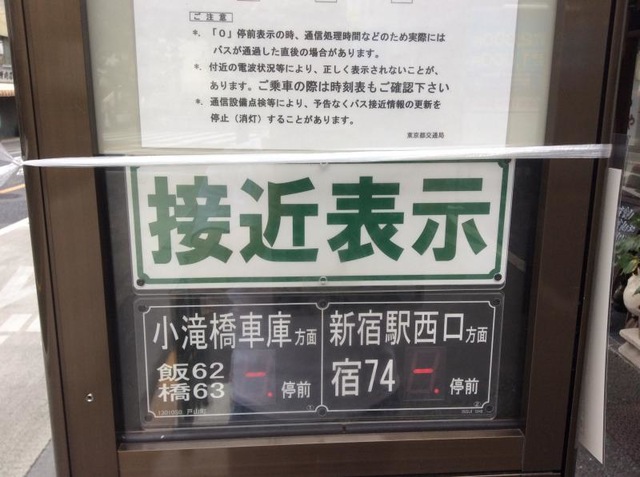 ご注意
*．「0」停前表示の時、通信処理時間などのため実際には
バスが通過した直後の場合があります。
*．付近の電波状況等により、正しく表示されないことが、
あります。ご乗車の際は時刻表もご確認下さい
*．通信設備点検等により、予告なくバス接近情報の更新を
停止（消灯）することがあります。
東京都交通局
接近表示
小滝橋車庫方面
飯62
橋63
-.
停前
新宿駅西口方面
宿74
-.
停前
戸山町